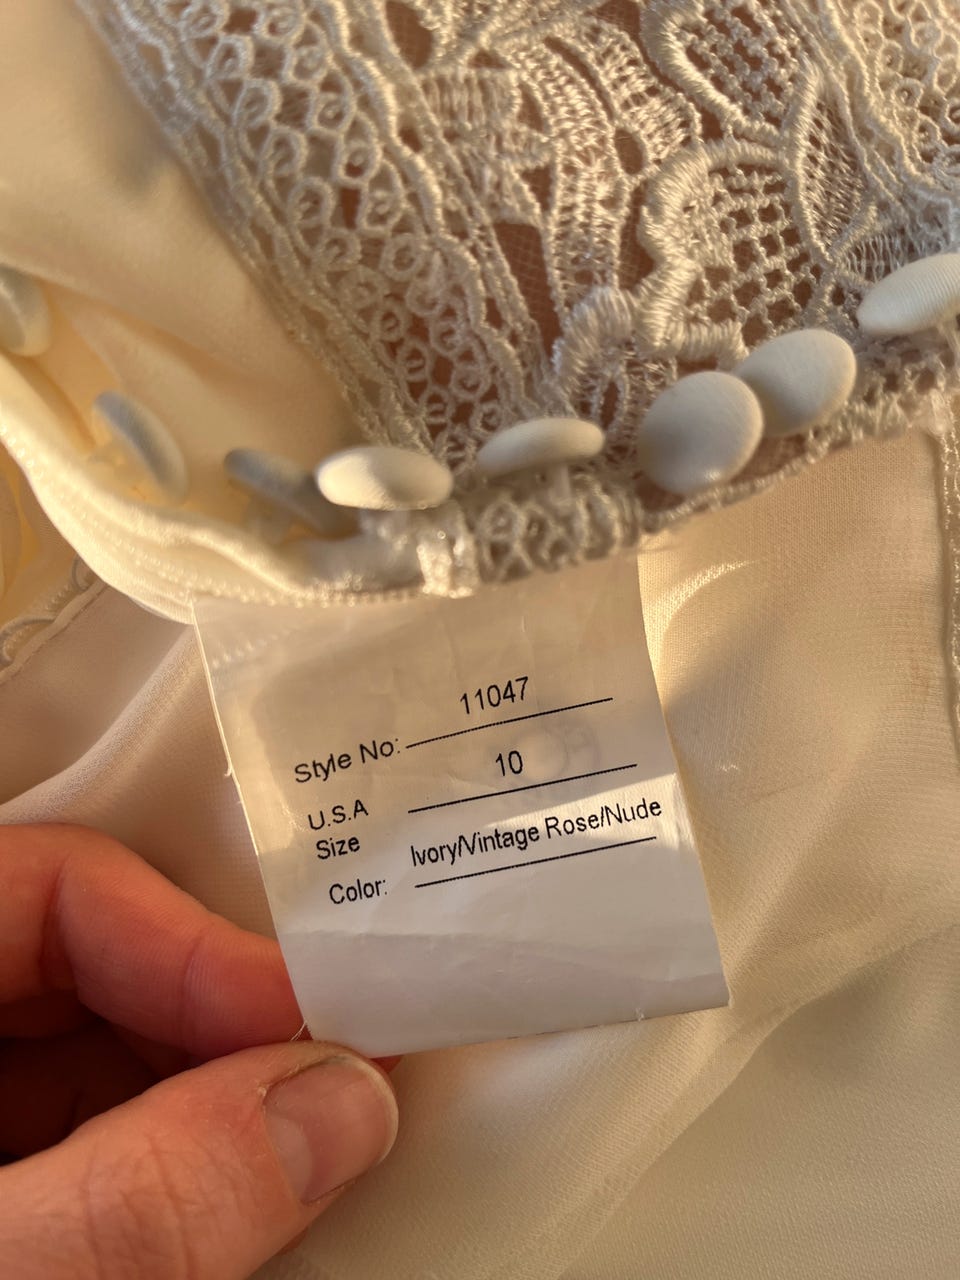 Style No: 11047
U.S.A
Size 10
Color: Ivory/Vintage Rose/Nude